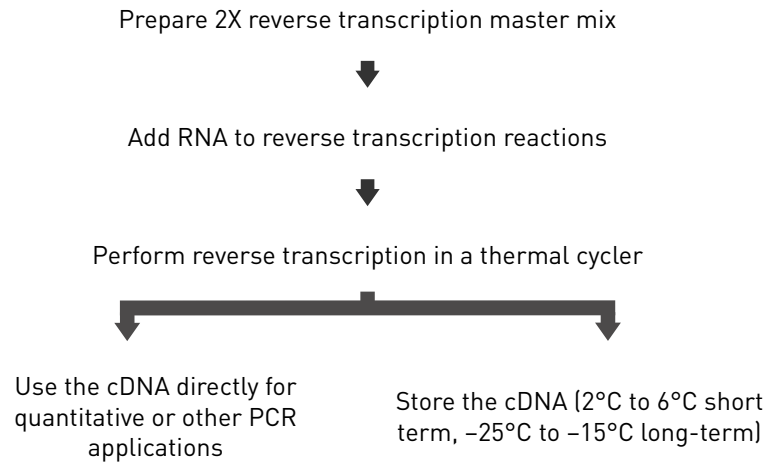 Prepare 2X reverse transcription master mix
Add RNA to reverse transcription reactions
Perform reverse transcription in a thermal cycler
Use the cDNA directly for
quantitative or other PCR
applications
Store the cDNA (2°C to 6°C short
term, –25°C to –15°C long-term)